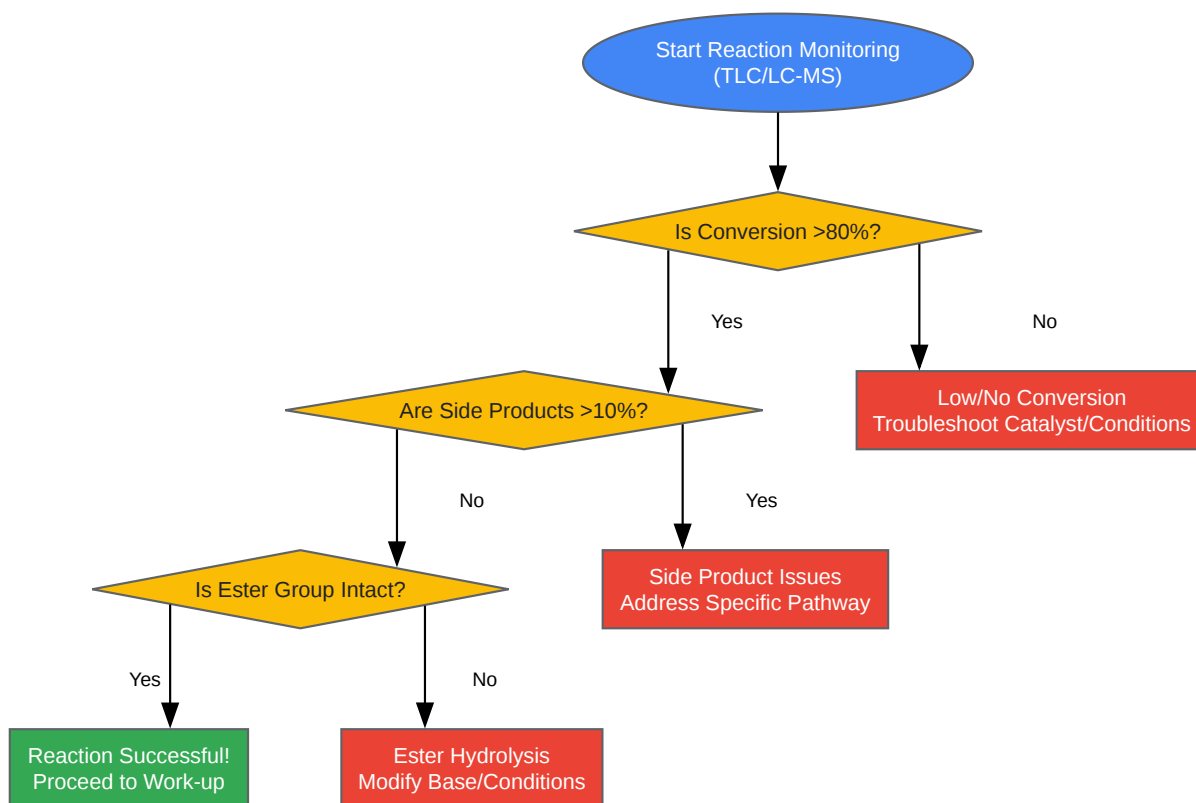 Start Reaction Monitoring
(TLC/LC-MS)
Is Conversion >80%?
Yes
No
Low/No Conversion
Troubleshoot Catalyst/Conditions
Are Side Products >10%?
No
Yes
Side Product Issues
Address Specific Pathway
Is Ester Group Intact?
Yes
No
Reaction Successful!
Proceed to Work-up
Ester Hydrolysis
Modify Base/Conditions